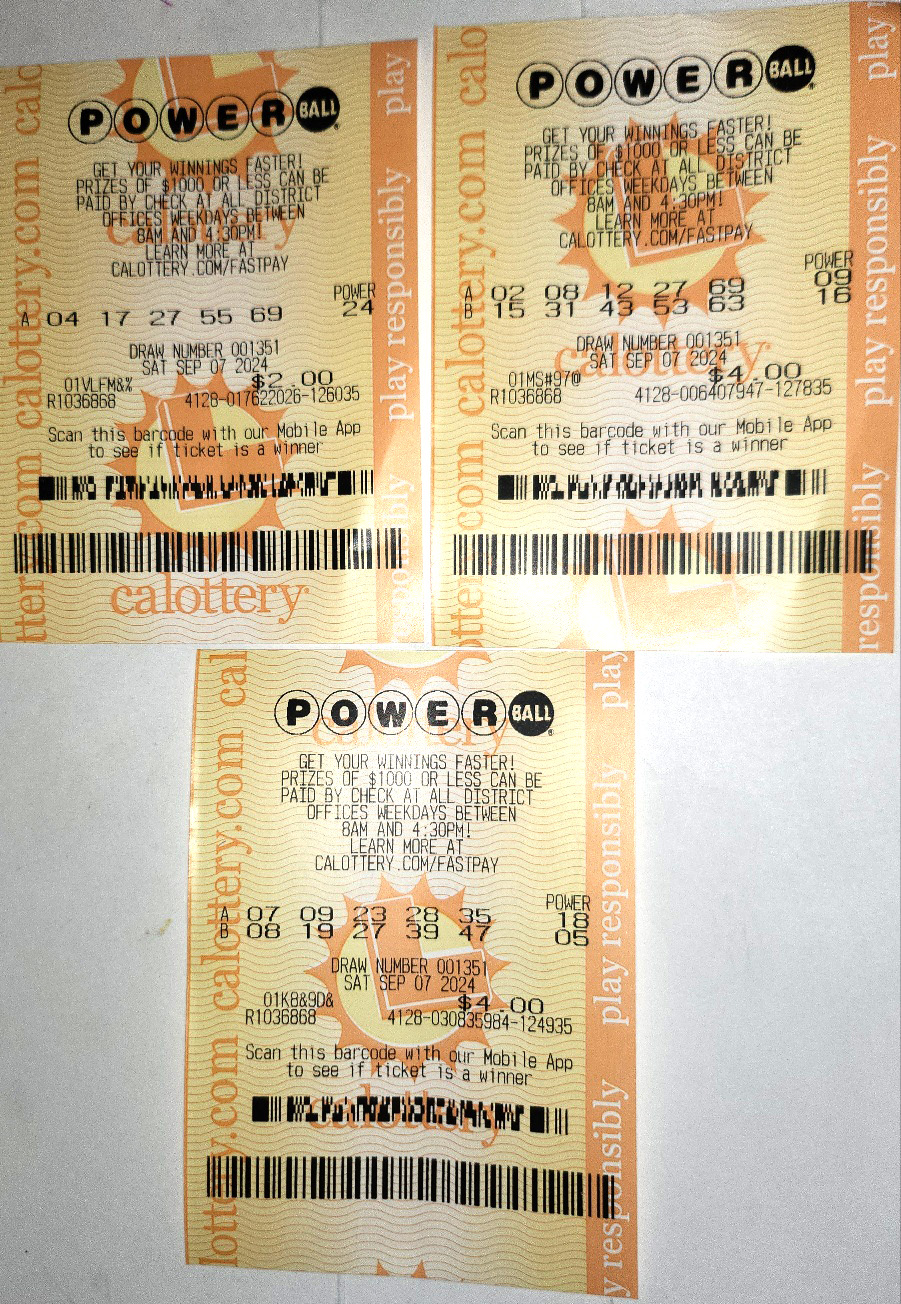 POWER BALL
GET YOUR WINNINGS FASTER!
PRIZES OF $1000 OR LESS CAN BE
PAID BY CHECK AT ALL DISTRICT
OFFICES WEEKDAYS BETWEEN
8AM AND 4:30PM!
LEARN MORE AT
CALOTTERY.COM/FASTPAY
POWER
A 04 17 27 55 69 24
DRAW NUMBER 001351
SAT SEP 07 2024
01VLFM&% $2.00
R1036868 4128-017622026-126035
Scan this barcode with our Mobile App
to see if ticket is a winner
calottery
calottery.com
play responsibly
POWER BALL
GET YOUR WINNINGS FASTER!
PRIZES OF $1000 OR LESS CAN BE
PAID BY CHECK AT ALL DISTRICT
OFFICES WEEKDAYS BETWEEN
8AM AND 4:30PM!
LEARN MORE AT
CALOTTERY.COM/FASTPAY
POWER
A 02 08 12 27 69 09
B 15 31 43 53 63 16
DRAW NUMBER 001351
SAT SEP 07 2024
calottery
01MS#97@ $4.00
R1036868 4128-006407947-127835
Scan this barcode with our Mobile App
to see if ticket is a winner
calottery.com
play responsibly
POWER BALL
calottery
GET YOUR WINNINGS FASTER!
PRIZES OF $1000 OR LESS CAN BE
PAID BY CHECK AT ALL DISTRICT
OFFICES WEEKDAYS BETWEEN
8AM AND 4:30PM!
LEARN MORE AT
CALOTTERY.COM/FASTPAY
POWER
A 07 09 23 28 35 18
B 08 19 27 39 47 05
DRAW NUMBER 001351
SAT SEP 07 2024
01K8&9D& $4.00
R1036868 4128-030835984-124935
Scan this barcode with our Mobile App
to see if ticket is a winner
calottery
calottery.com
play responsibly